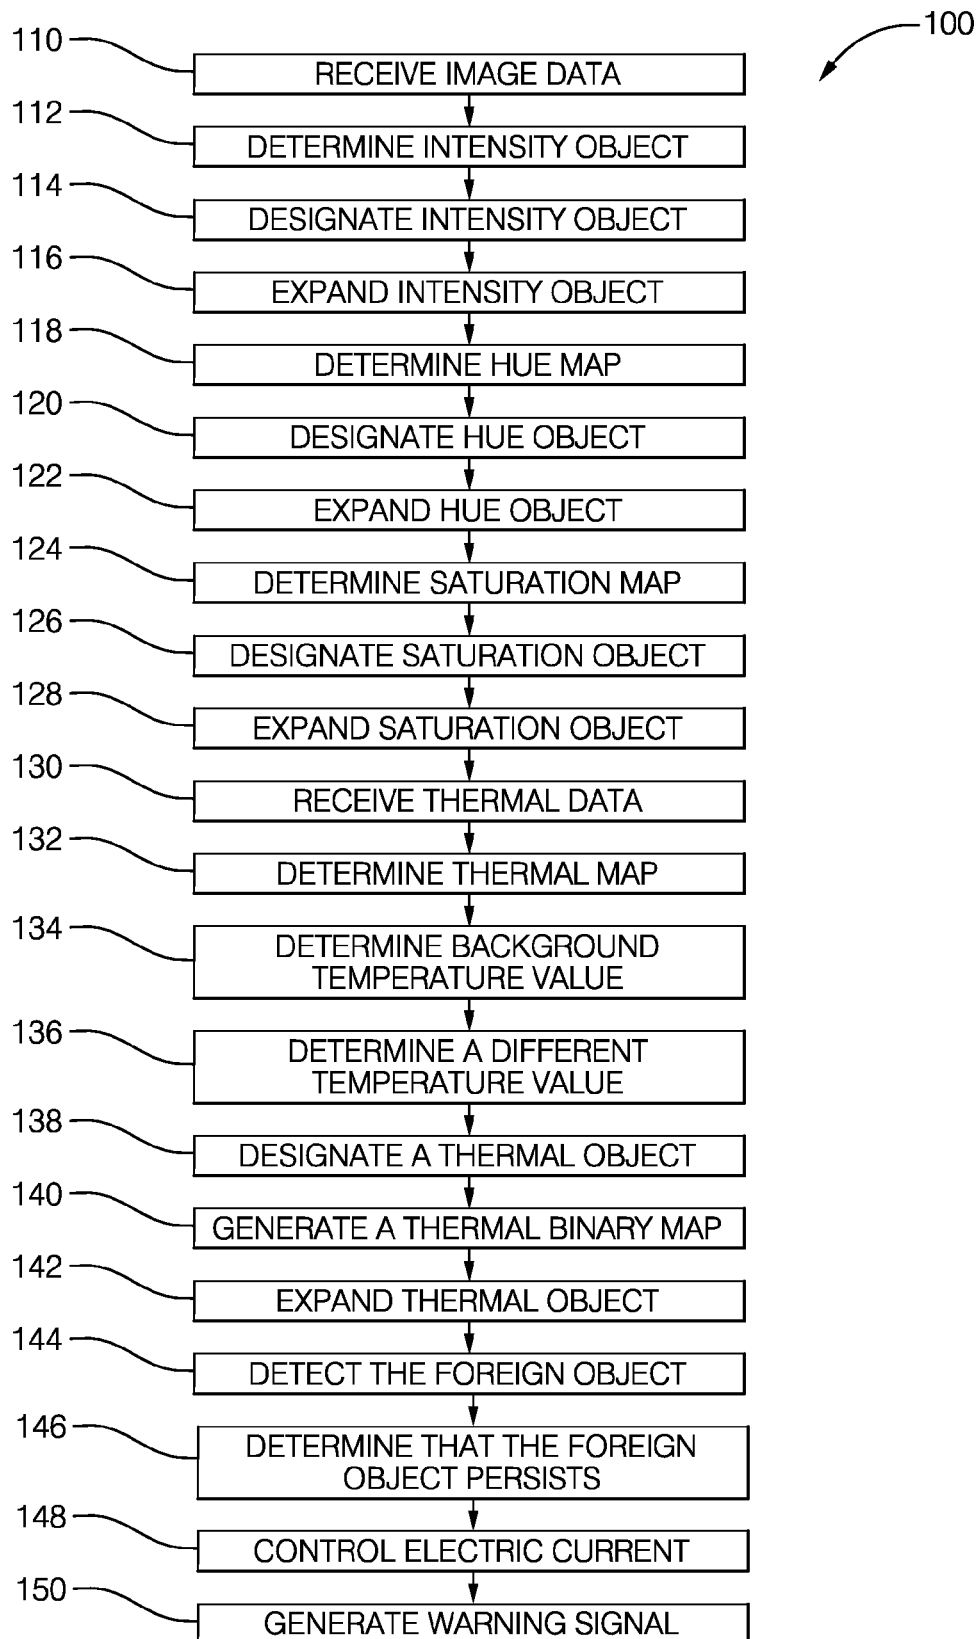 100
110
RECEIVE IMAGE DATA
112
DETERMINE INTENSITY OBJECT
114
DESIGNATE INTENSITY OBJECT
116
EXPAND INTENSITY OBJECT
118
DETERMINE HUE MAP
120
DESIGNATE HUE OBJECT
122
EXPAND HUE OBJECT
124
DETERMINE SATURATION MAP
126
DESIGNATE SATURATION OBJECT
128
EXPAND SATURATION OBJECT
130
RECEIVE THERMAL DATA
132
DETERMINE THERMAL MAP
134
DETERMINE BACKGROUND
TEMPERATURE VALUE
136
DETERMINE A DIFFERENT
TEMPERATURE VALUE
138
DESIGNATE A THERMAL OBJECT
140
GENERATE A THERMAL BINARY MAP
142
EXPAND THERMAL OBJECT
144
DETECT THE FOREIGN OBJECT
146
DETERMINE THAT THE FOREIGN
OBJECT PERSISTS
148
CONTROL ELECTRIC CURRENT
150
GENERATE WARNING SIGNAL